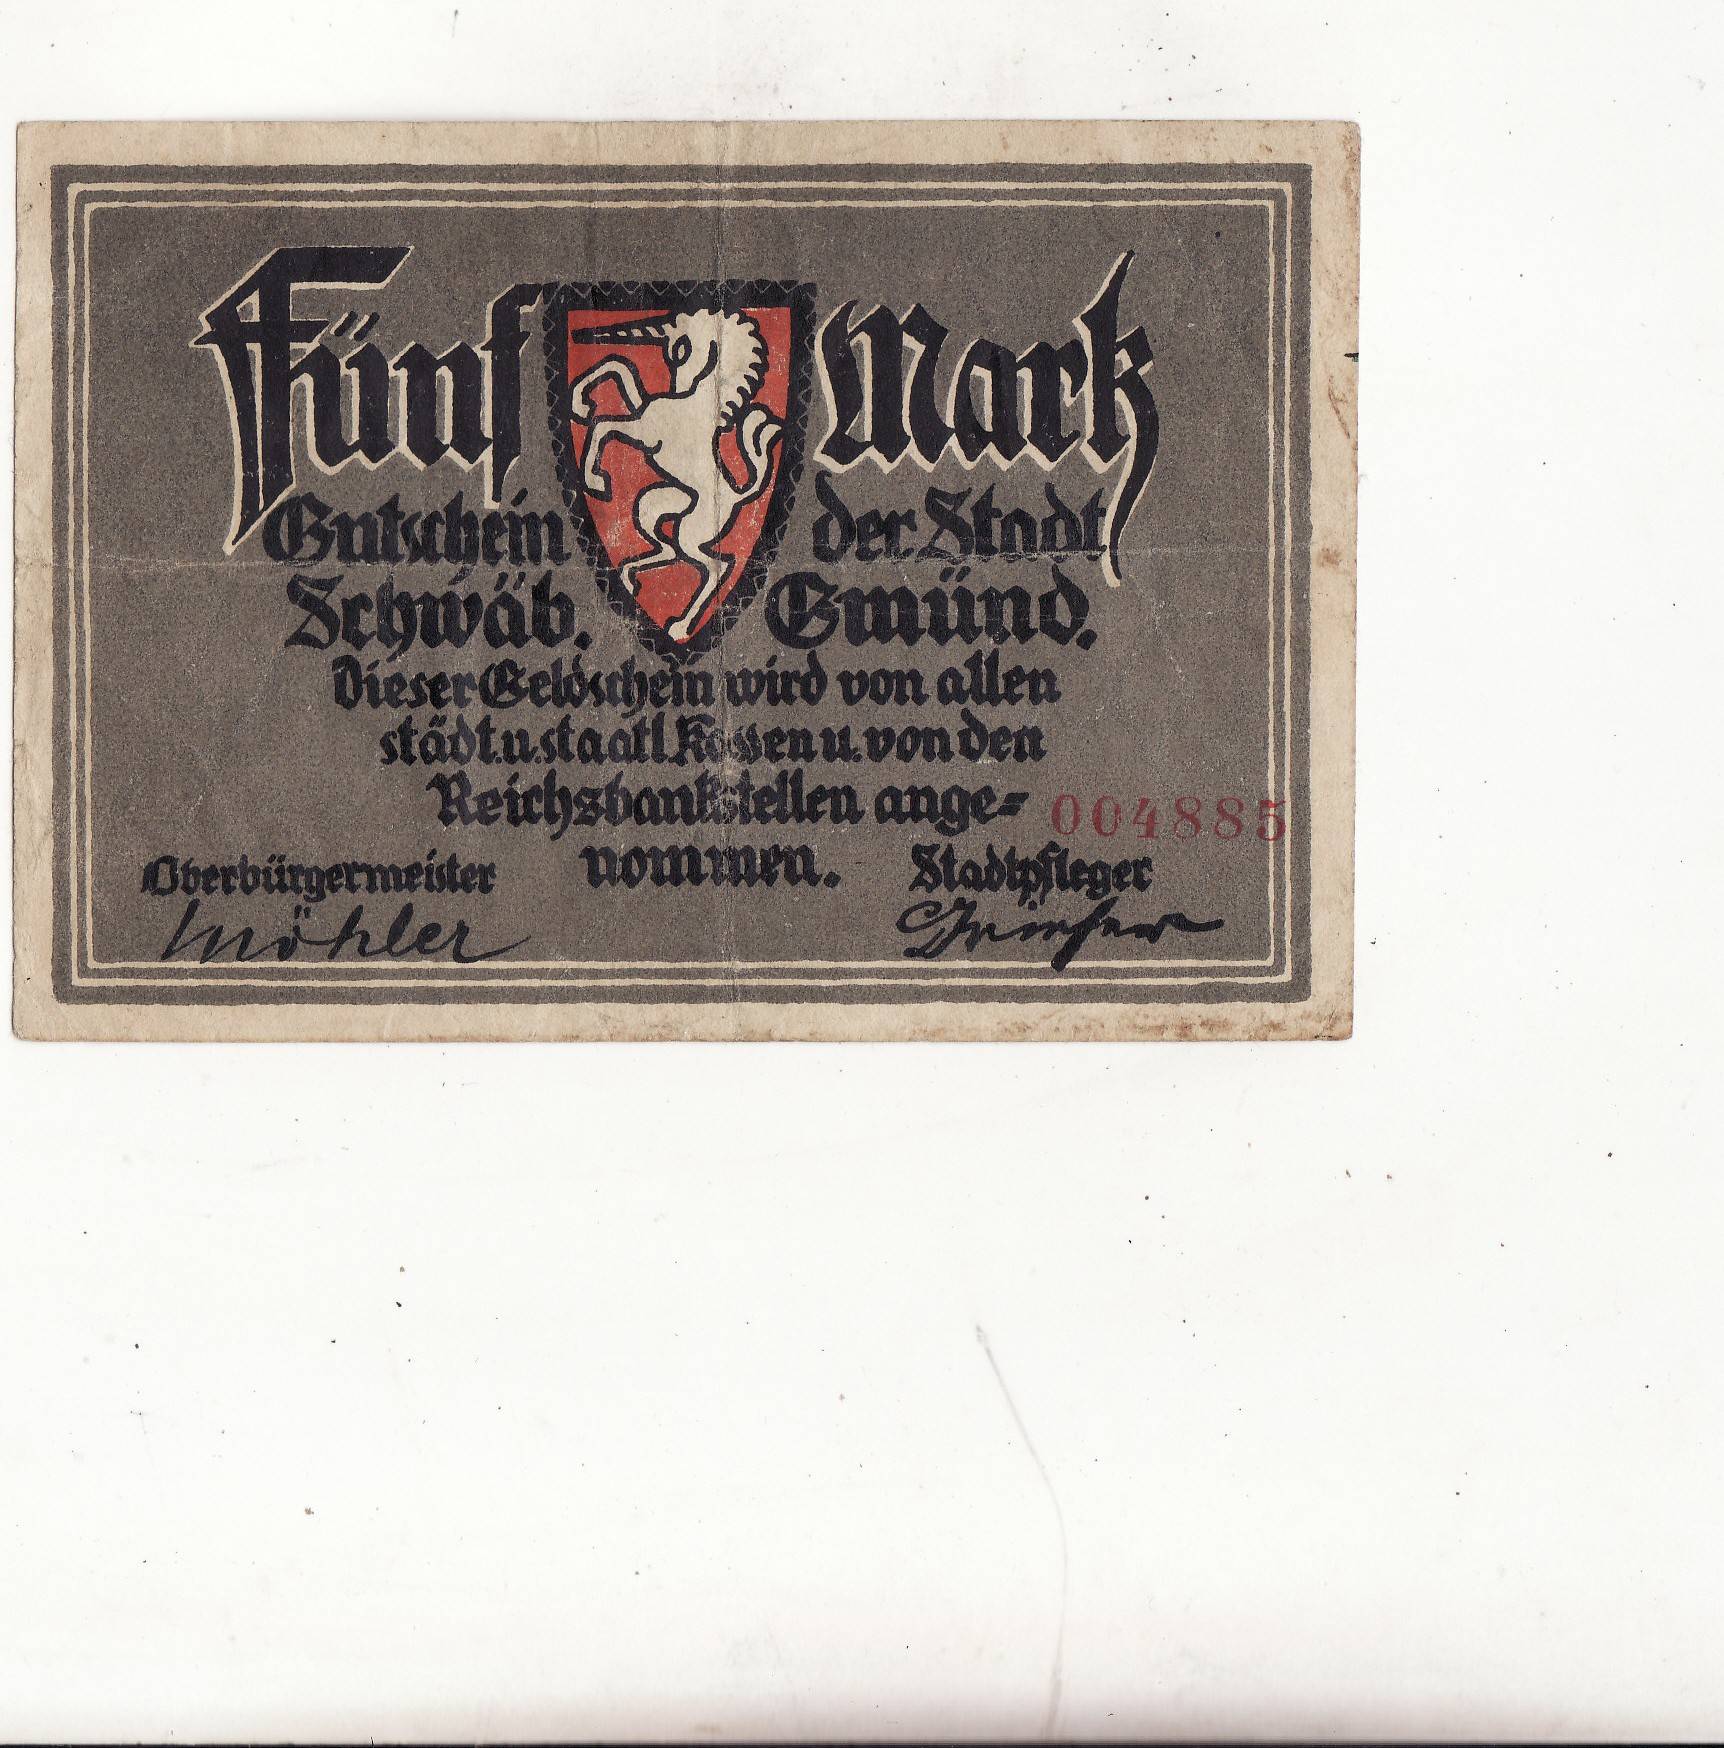 Fünf Mark
Gutschein der Stadt
Schwäb. Gmünd.
Dieser Geldschein wird von allen
städt. u. staatl. Kassen u. von den
Reichsbankstellen ange=
nommen.
004885
Oberbürgermeister
Möhler
Stadtpfleger